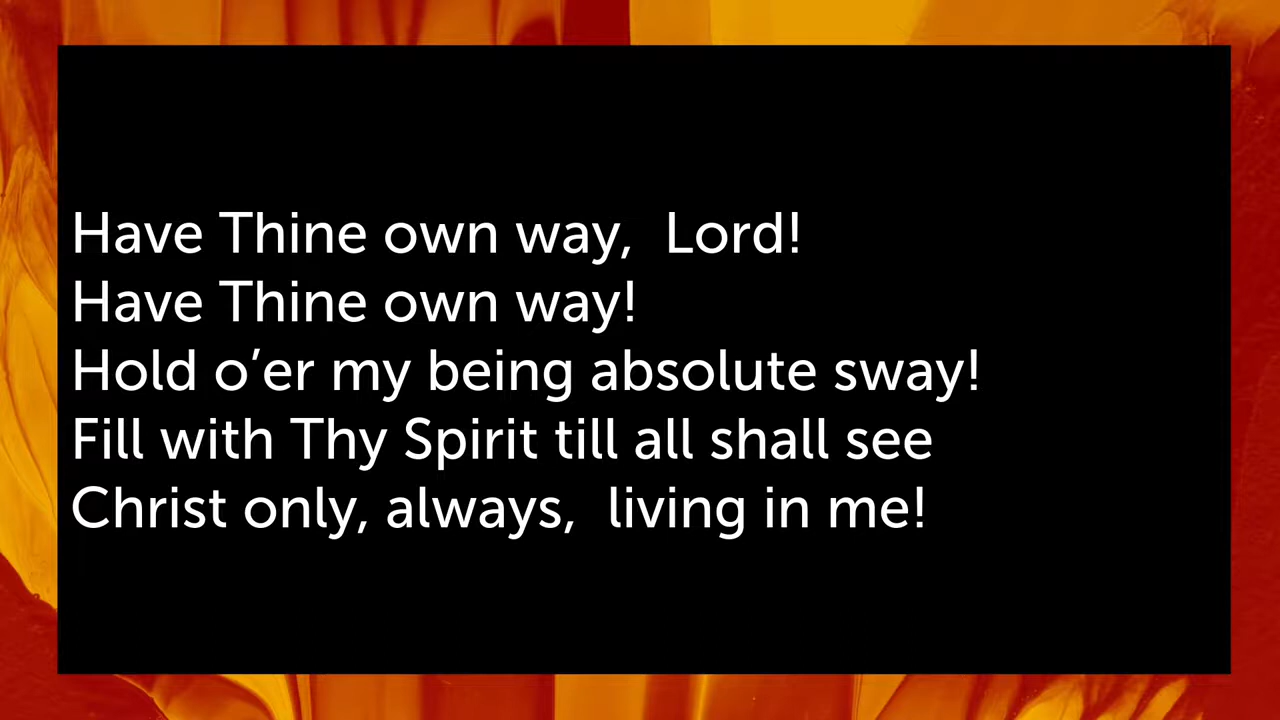 Have Thine own way,  Lord!
Have Thine own way!
Hold o’er my being absolute sway!
Fill with Thy Spirit till all shall see
Christ only, always,  living in me!